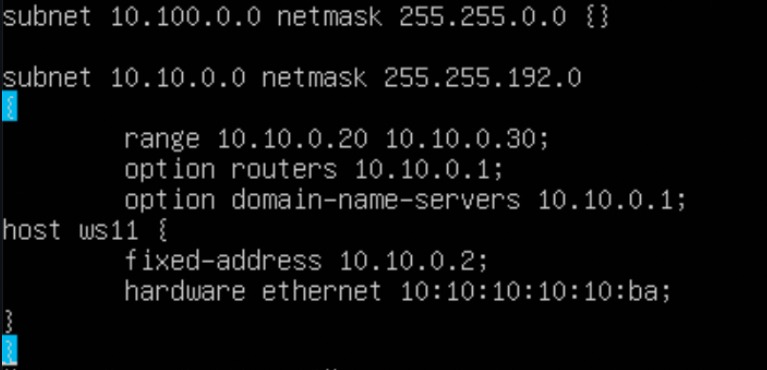 subnet 10.100.0.0 netmask 255.255.0.0 {}
subnet 10.10.0.0 netmask 255.255.192.0
{
range 10.10.0.20 10.10.0.30;
option routers 10.10.0.1;
option domain-name-servers 10.10.0.1;
host ws11 {
fixed-address 10.10.0.2;
hardware ethernet 10:10:10:10:10:ba;
}
}